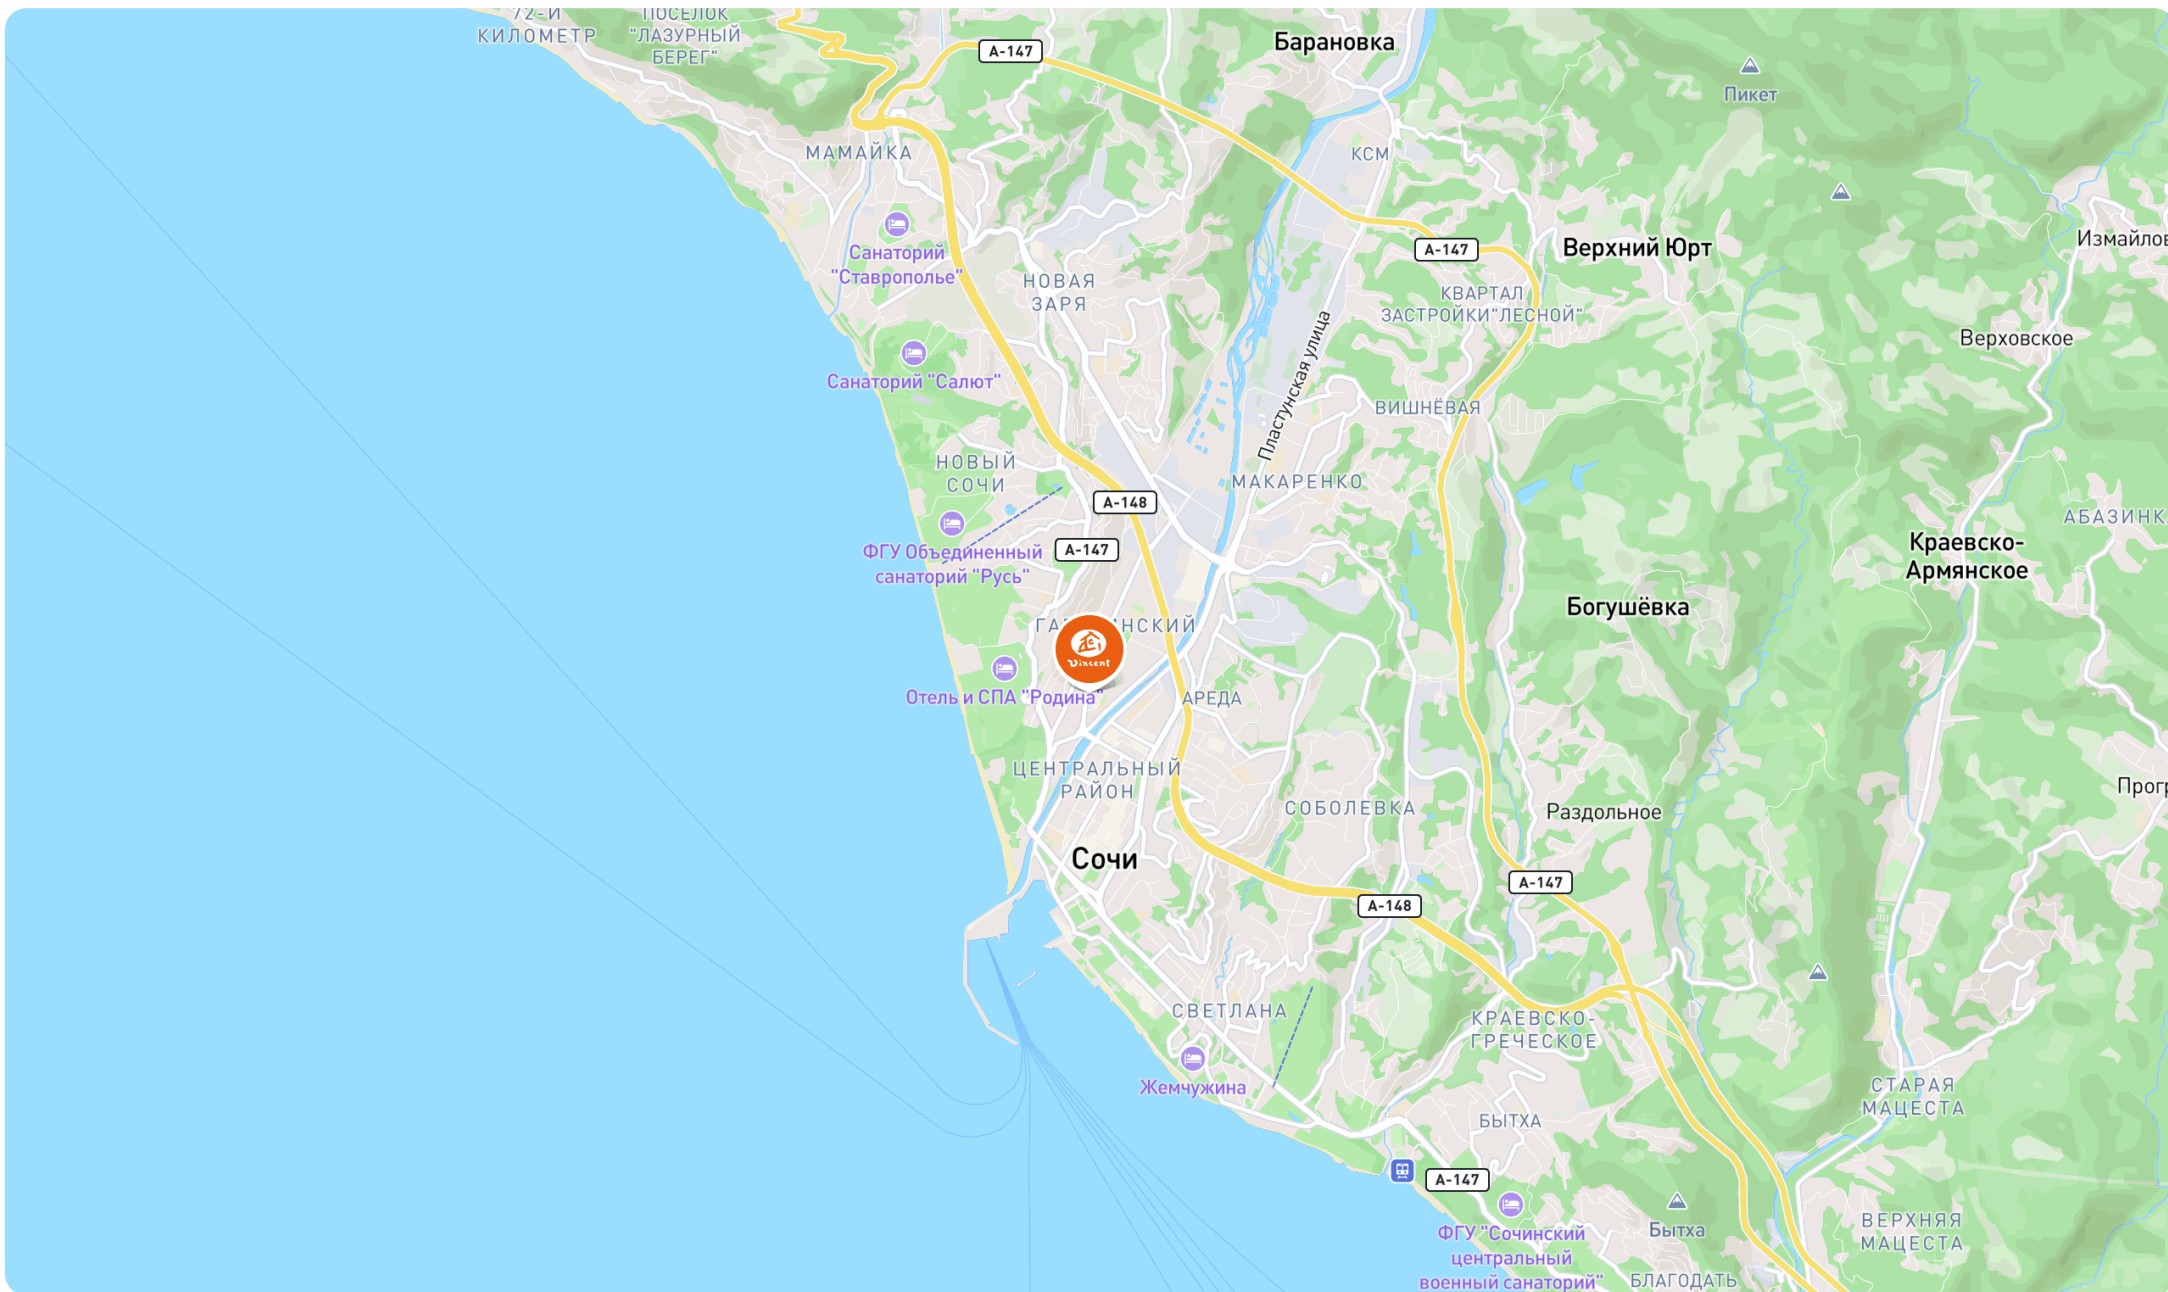 72-Й
КИЛОМЕТР
ПОСЕЛОК
"ЛАЗУРНЫЙ
БЕРЕГ"
А-147
Барановка
Пикет
МАМАЙКА
КСМ
Санаторий
"Ставрополье"
НОВАЯ
ЗАРЯ
А-147
Верхний Юрт
Измайлов
КВАРТАЛ
ЗАСТРОЙКИ"ЛЕСНОЙ"
Верховское
Пластунская улица
Санаторий "Салют"
ВИШНЁВАЯ
НОВЫЙ
СОЧИ
МАКАРЕНКО
А-148
АБАЗИНК
А-147
ФГУ Объединенный
санаторий "Русь"
Краевско-
Армянское
Богушёвка
Vincent
Отель и СПА "Родина"
АРЕДА
ЦЕНТРАЛЬНЫЙ
РАЙОН
СОБОЛЕВКА
Раздольное
Прогр
Сочи
А-147
А-148
СВЕТЛАНА
КРАЕВСКО-
ГРЕЧЕСКОЕ
Жемчужина
СТАРАЯ
МАЦЕСТА
БЫТХА
А-147
ФГУ "Сочинский
центральный
военный санаторий"
Бытха
ВЕРХНЯЯ
МАЦЕСТА
БЛАГОДАТЬ